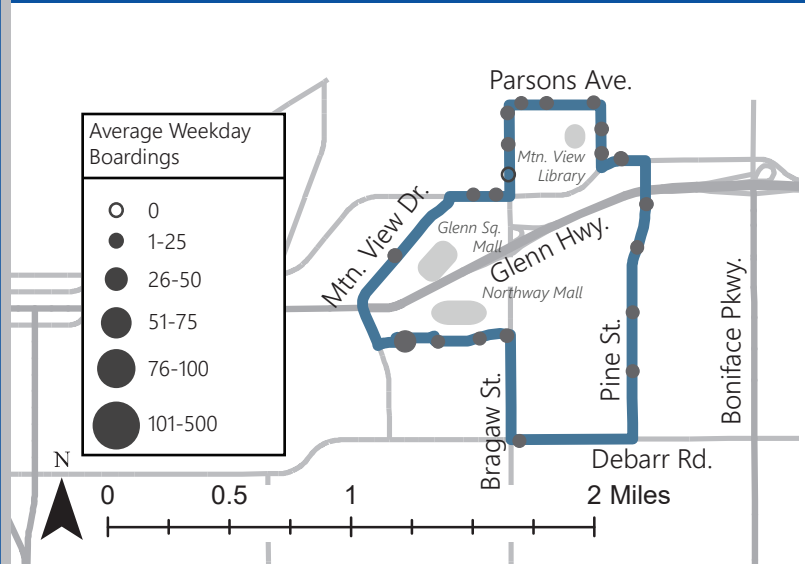 Parsons Ave.
Average Weekday
Boardings
0
1-25
26-50
51-75
76-100
101-500
Mtn. View
Library
Mtn. View Dr.
Glenn Sq.
Mall
Glenn Hwy.
Northway Mall
Bragaw St.
Pine St.
Boniface Pkwy.
Debarr Rd.
N
0 0.5 1 2 Miles